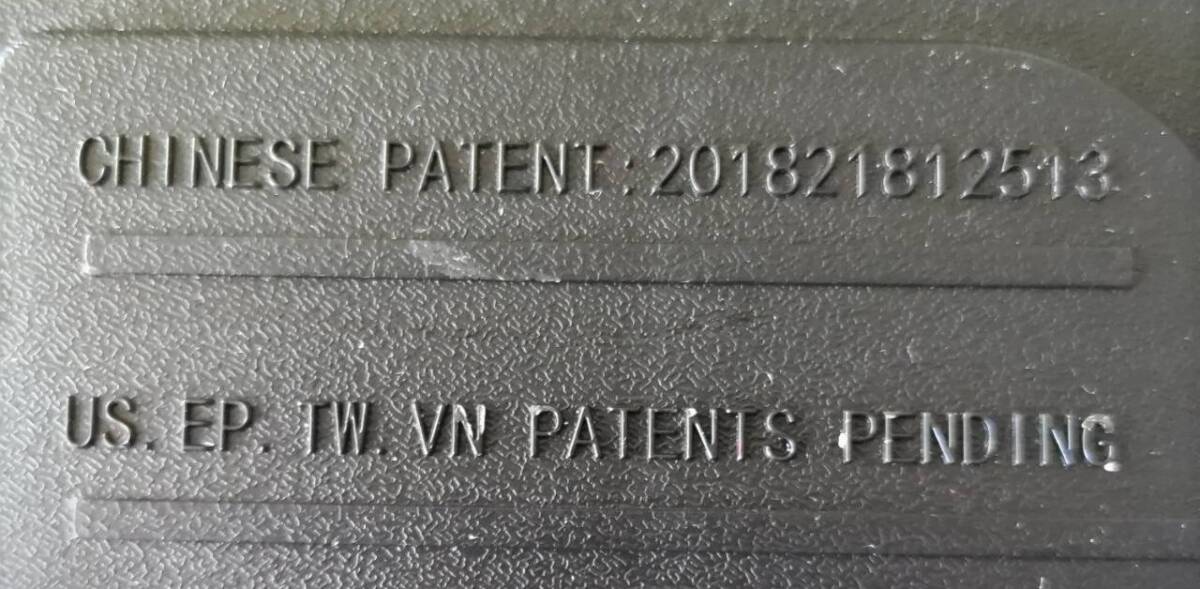 CHINESE PATENT:201821812513
US. EP. TW. VN PATENTS PENDING